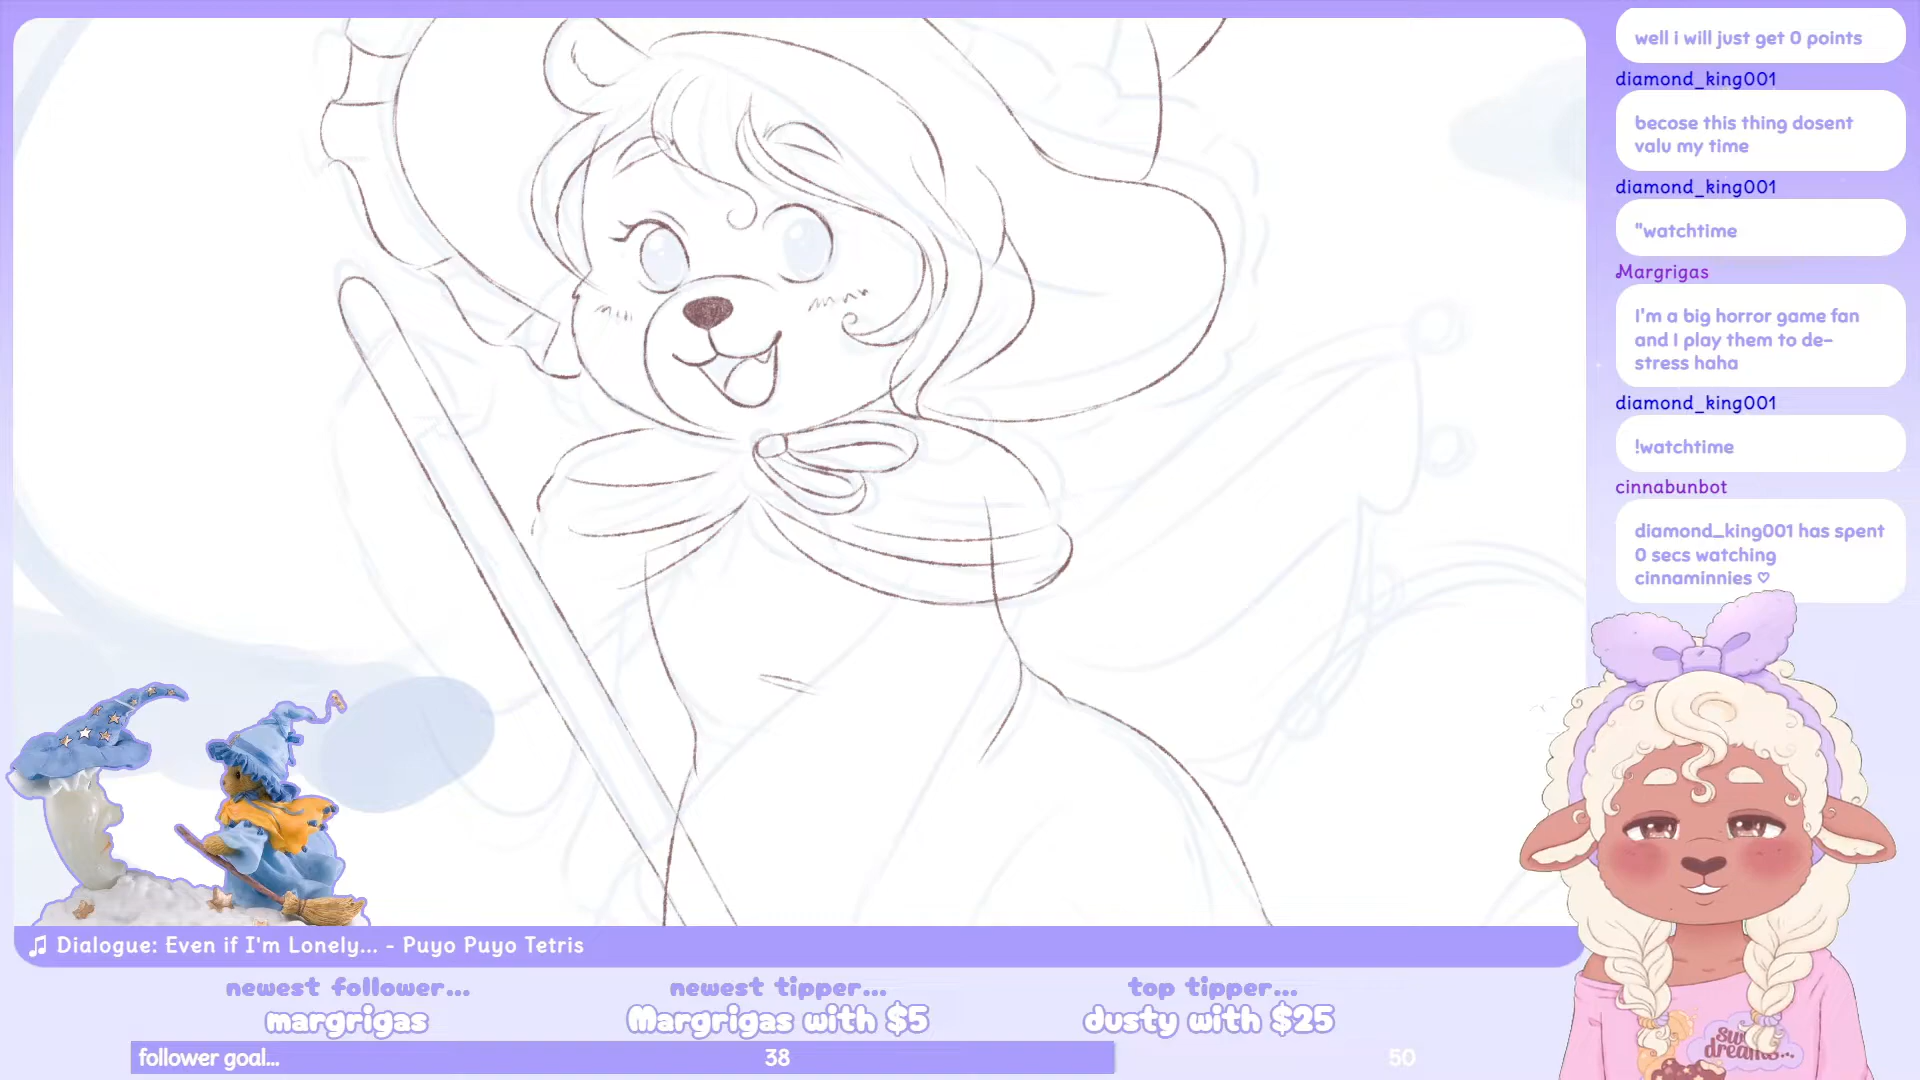 well i will just get 0 points
diamond_king001
becose this thing dosent
valu my time
diamond_king001
"watchtime
Margrigas
I'm a big horror game fan
and I play them to de-
stress haha
diamond_king001
!watchtime
cinnabunbot
diamond_king001 has spent
0 secs watching
cinnaminnies ♡
♫ Dialogue: Even if I'm Lonely... - Puyo Puyo Tetris
newest follower...
margrigas
newest tipper...
Margrigas with $5
top tipper...
dusty with $25
follower goal...
38
50
dreams...